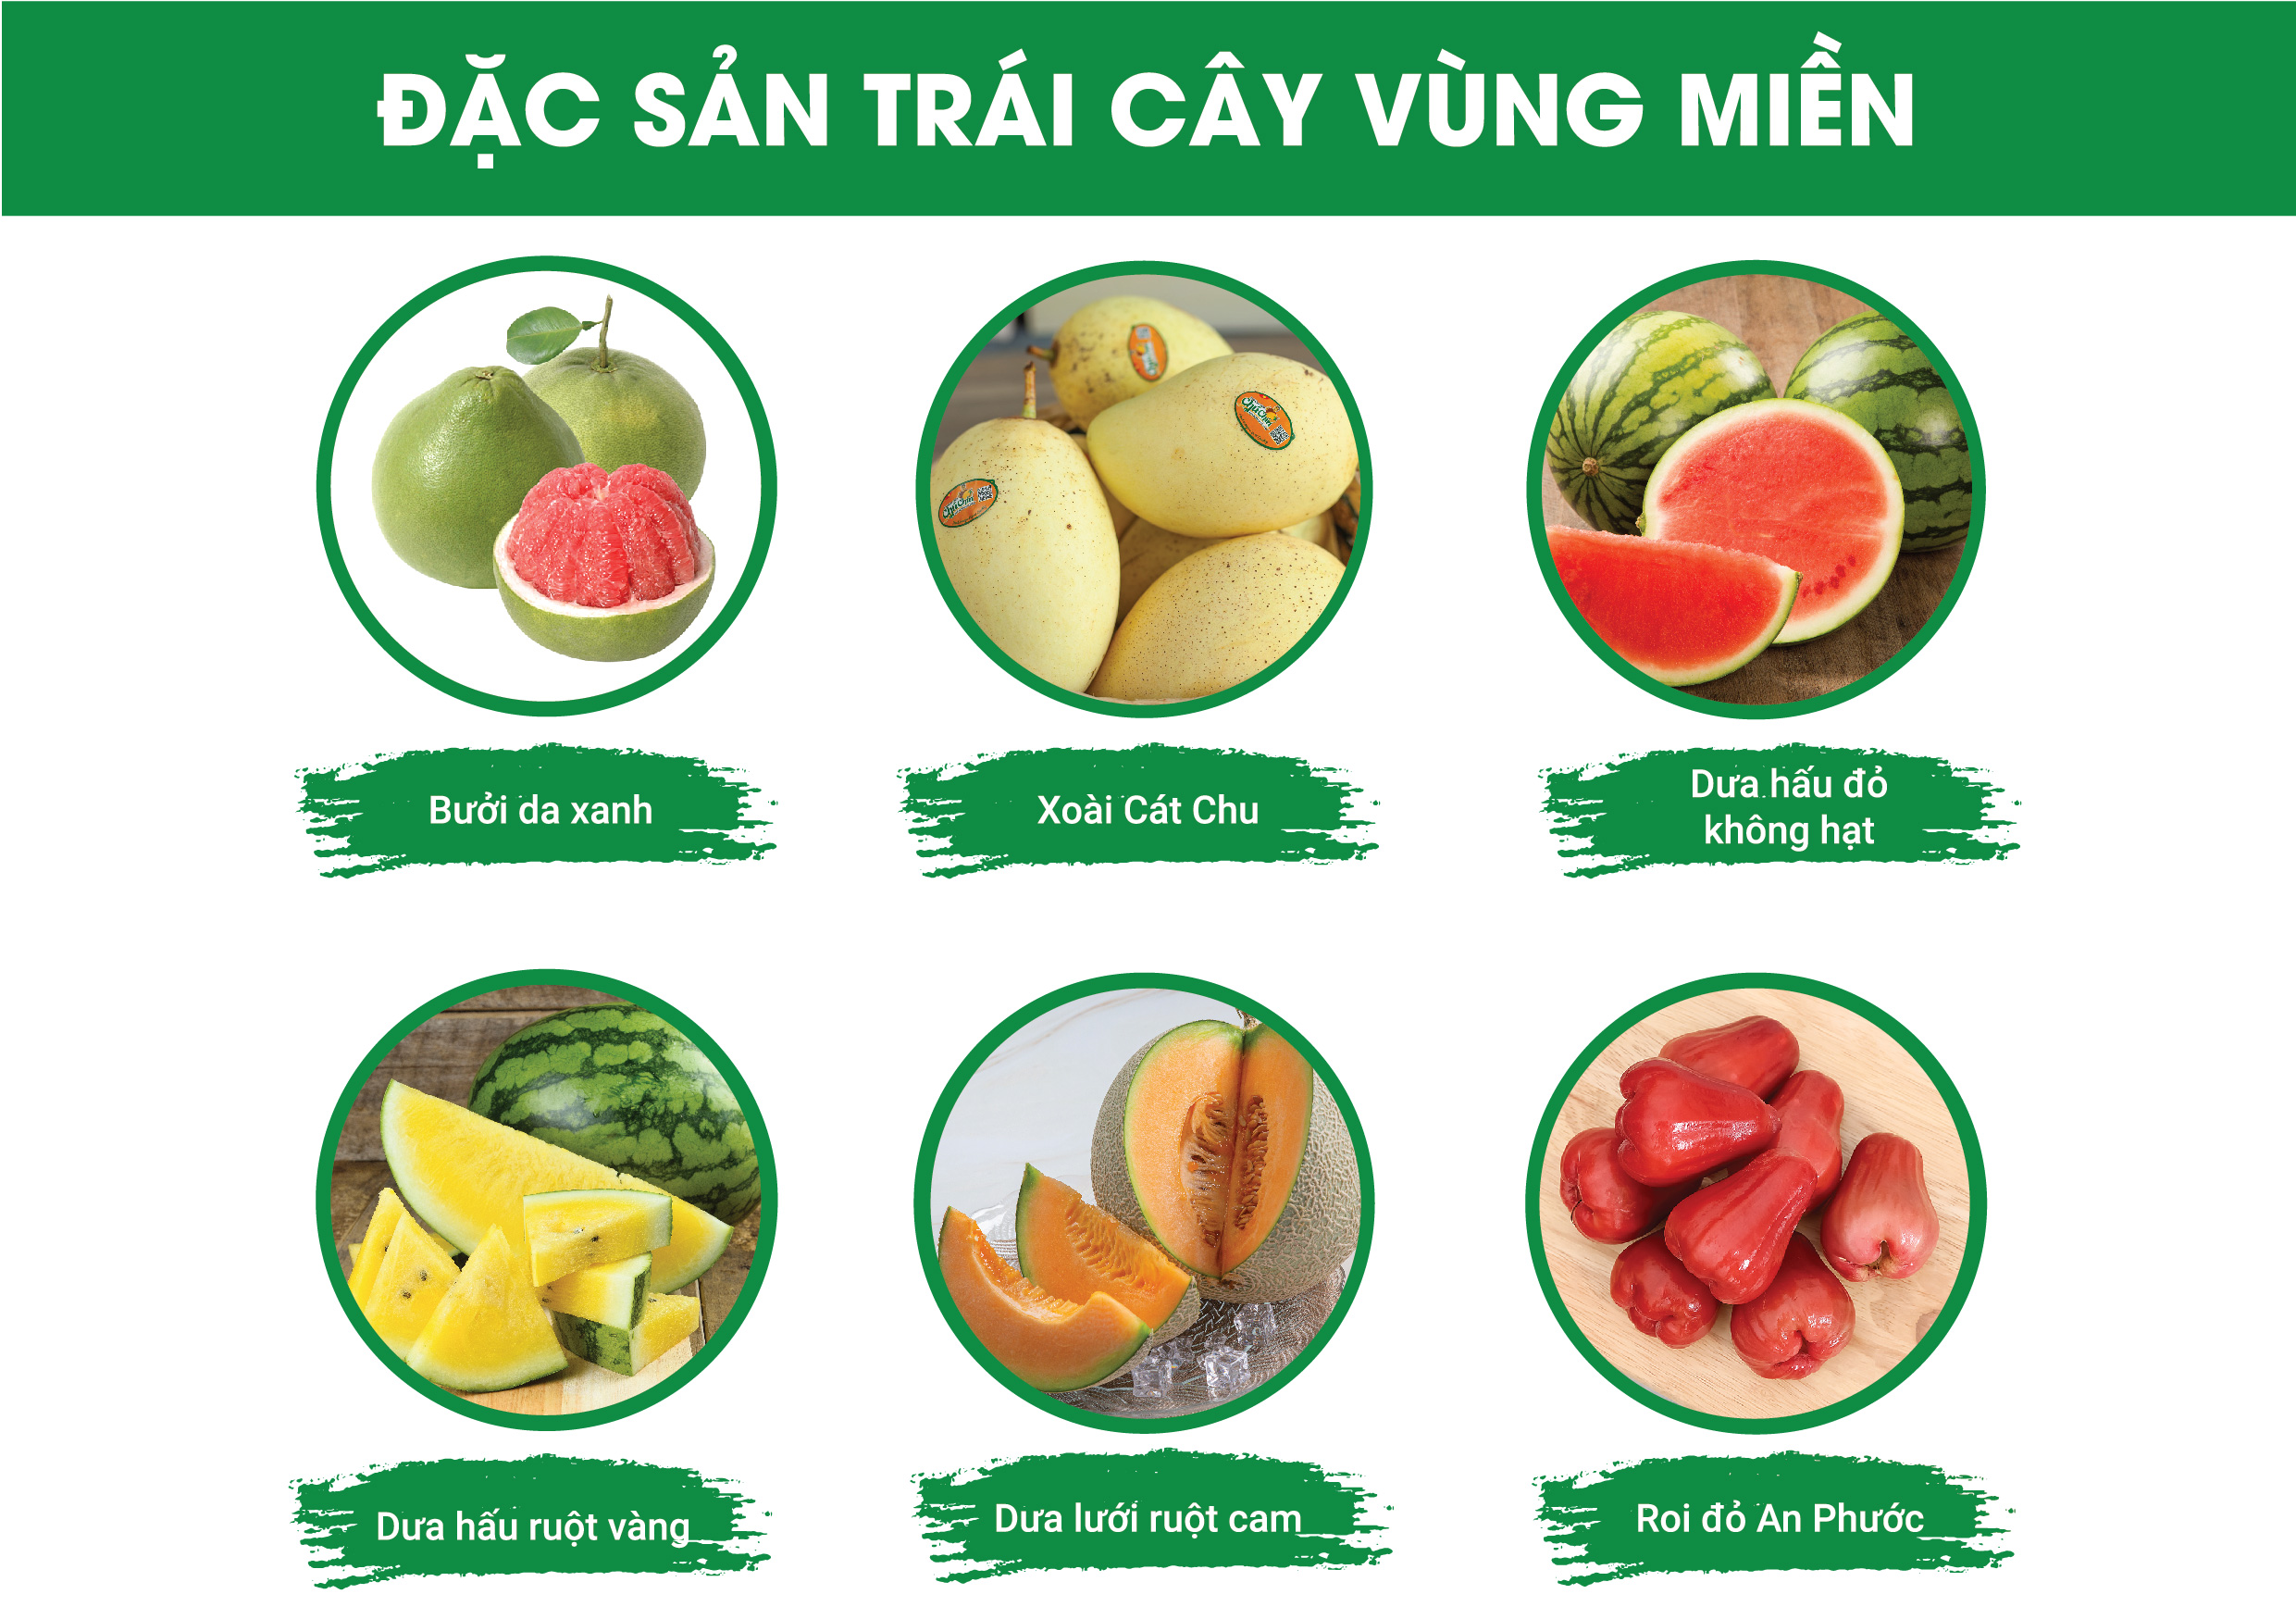 ĐẶC SẢN TRÁI CÂY VÙNG MIỀN
Bưởi da xanh
Xoài Cát Chu
Dưa hấu đỏ
không hạt
Dưa hấu ruột vàng
Dưa lưới ruột cam
Roi đỏ An Phước